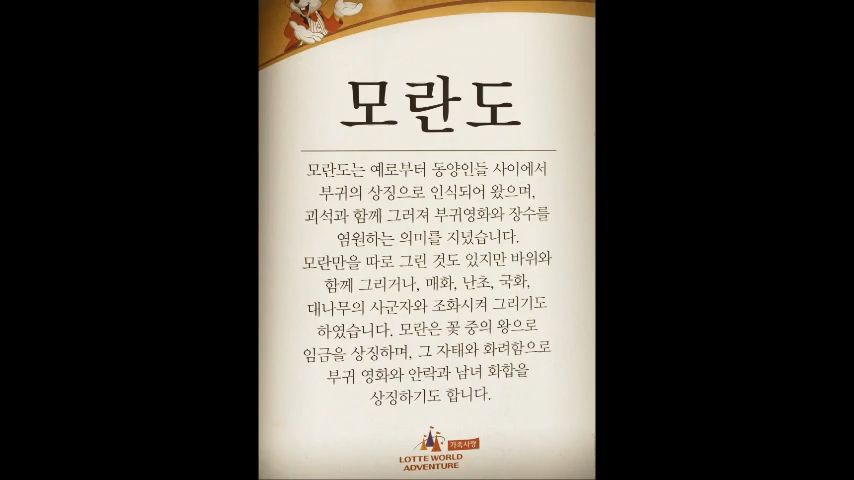 모란도
모란도는 예로부터 동양인들 사이에서
부귀의 상징으로 인식되어 왔으며,
괴석과 함께 그러져 부귀영화와 장수를
염원하는 의미를 지녔습니다.
모란만을 따로 그린 것도 있지만 바위와
함께 그리거나, 매화, 난초, 국화,
대나무의 사군자와 조화시켜 그리기도
하였습니다. 모란은 꽃 중의 왕으로
임금을 상징하며, 그 자태와 화려함으로
부귀 영화와 안락과 남녀 화합을
상징하기도 합니다.
가족사랑
LOTTE WORLD
ADVENTURE